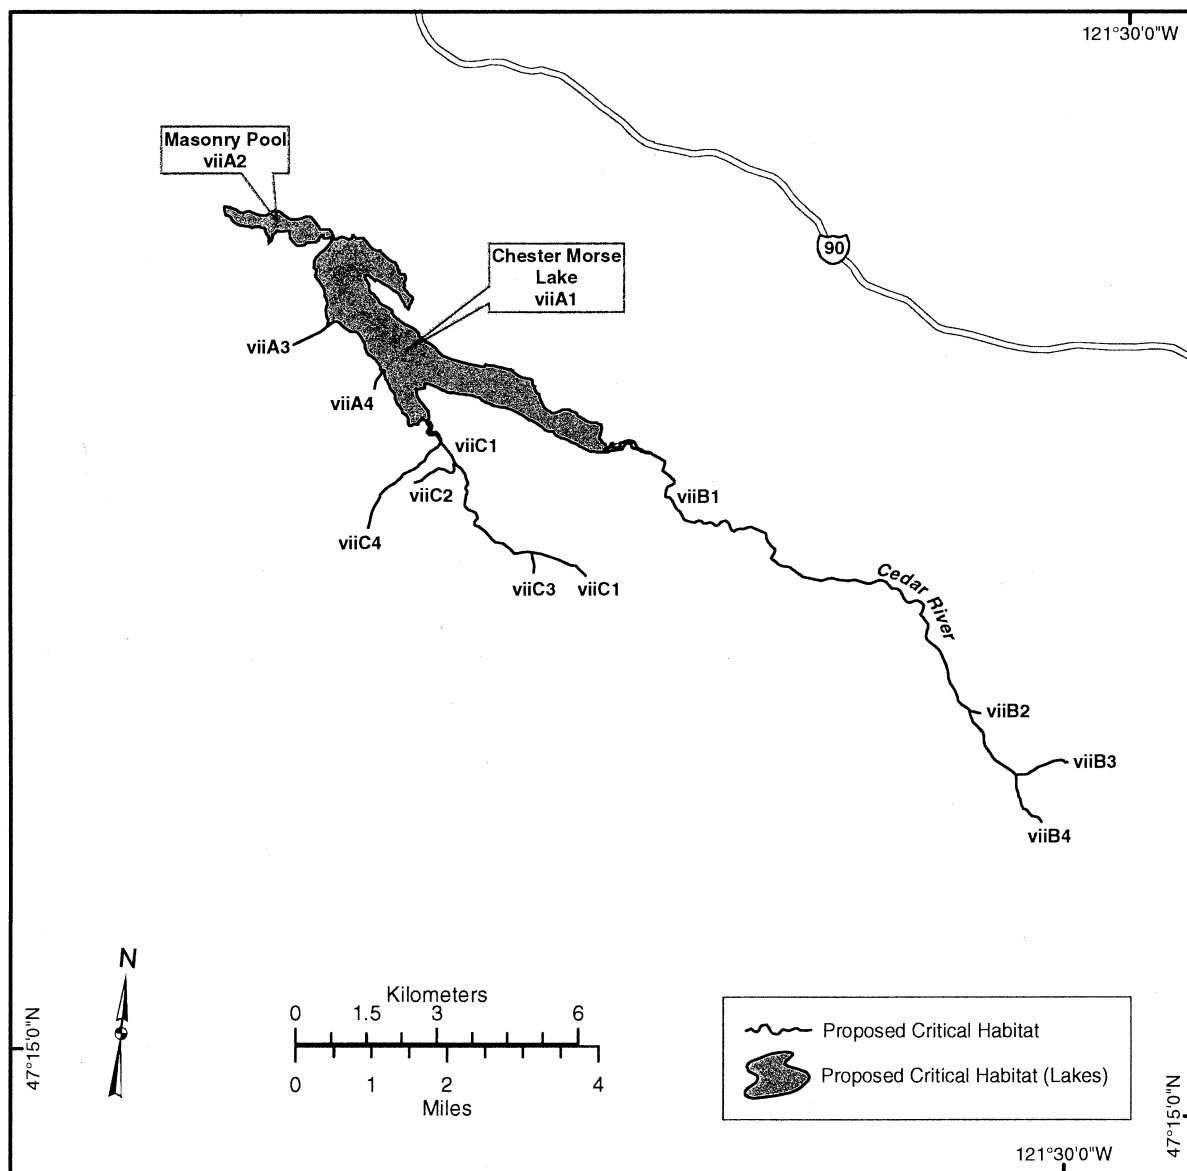 121°30'0"W
Masonry Pool
viiA2
Chester Morse
Lake
viiA1
90
viiA3
viiA4
viiC1
viiC2
viiB1
viiC4
viiC3
viiC1
Cedar River
viiB2
viiB3
viiB4
N
Kilometers
0 1.5 3 6
0 1 2 4
Miles
Proposed Critical Habitat
Proposed Critical Habitat (Lakes)
47°15'0"N
47°15'0"N
121°30'0"W